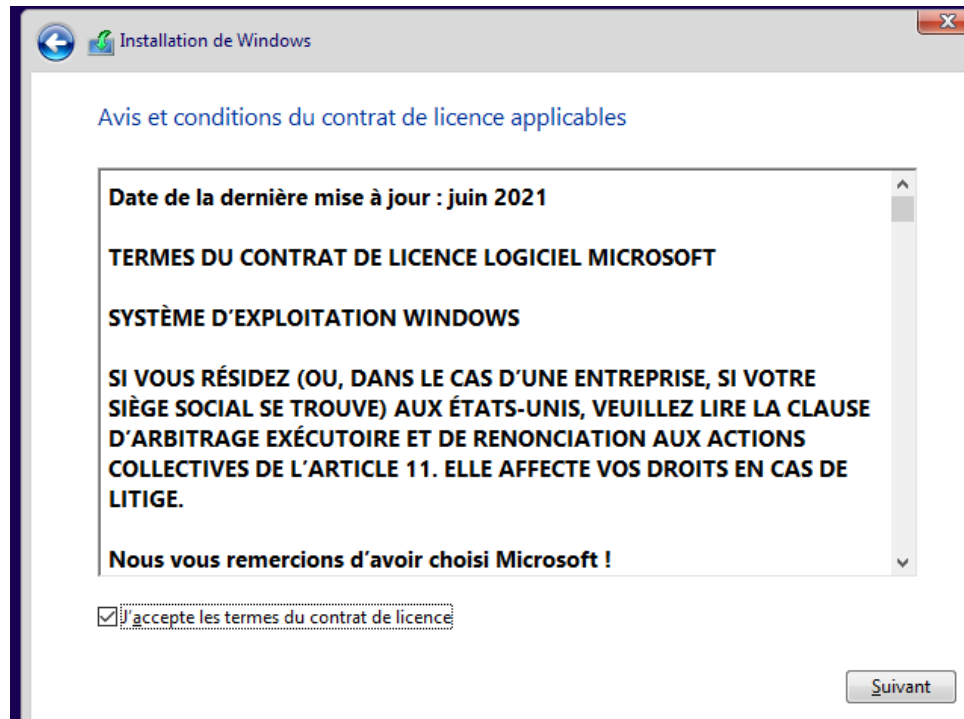 Installation de Windows
Avis et conditions du contrat de licence applicables
Date de la dernière mise à jour : juin 2021
TERMES DU CONTRAT DE LICENCE LOGICIEL MICROSOFT
SYSTÈME D’EXPLOITATION WINDOWS
SI VOUS RÉSIDEZ (OU, DANS LE CAS D’UNE ENTREPRISE, SI VOTRE
SIÈGE SOCIAL SE TROUVE) AUX ÉTATS-UNIS, VEUILLEZ LIRE LA CLAUSE
D’ARBITRAGE EXÉCUTOIRE ET DE RENONCIATION AUX ACTIONS
COLLECTIVES DE L’ARTICLE 11. ELLE AFFECTE VOS DROITS EN CAS DE
LITIGE.
Nous vous remercions d’avoir choisi Microsoft !
J'accepte les termes du contrat de licence
Suivant